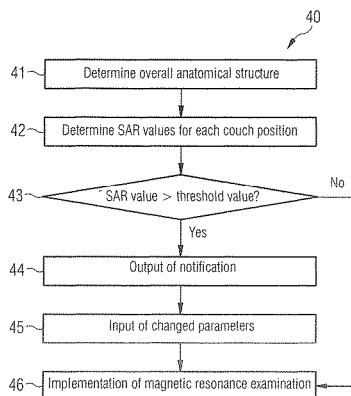 40
41
Determine overall anatomical structure
42
Determine SAR values for each couch position
43
SAR value > threshold value?
No
Yes
44
Output of notification
45
Input of changed parameters
46
Implementation of magnetic resonance examination